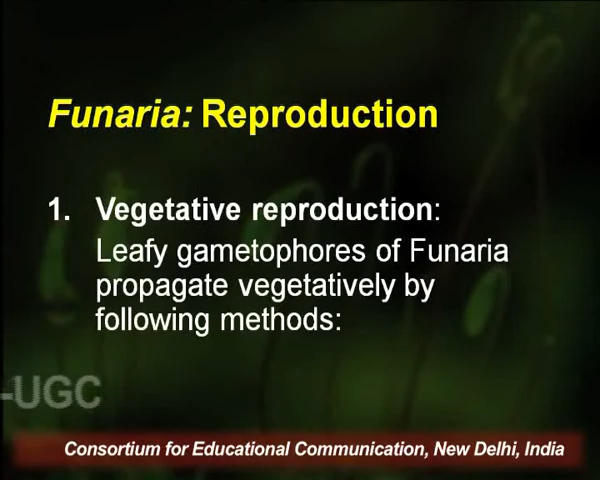 Funaria: Reproduction
1. Vegetative reproduction:
Leafy gametophores of Funaria
propagate vegetatively by
following methods:
-UGC
Consortium for Educational Communication, New Delhi, India